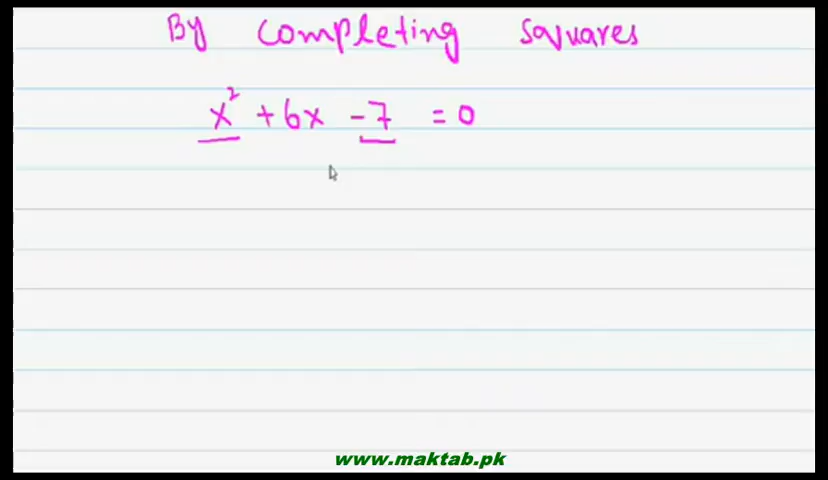 By completing squares
x² + 6x - 7 = 0
www.maktab.pk